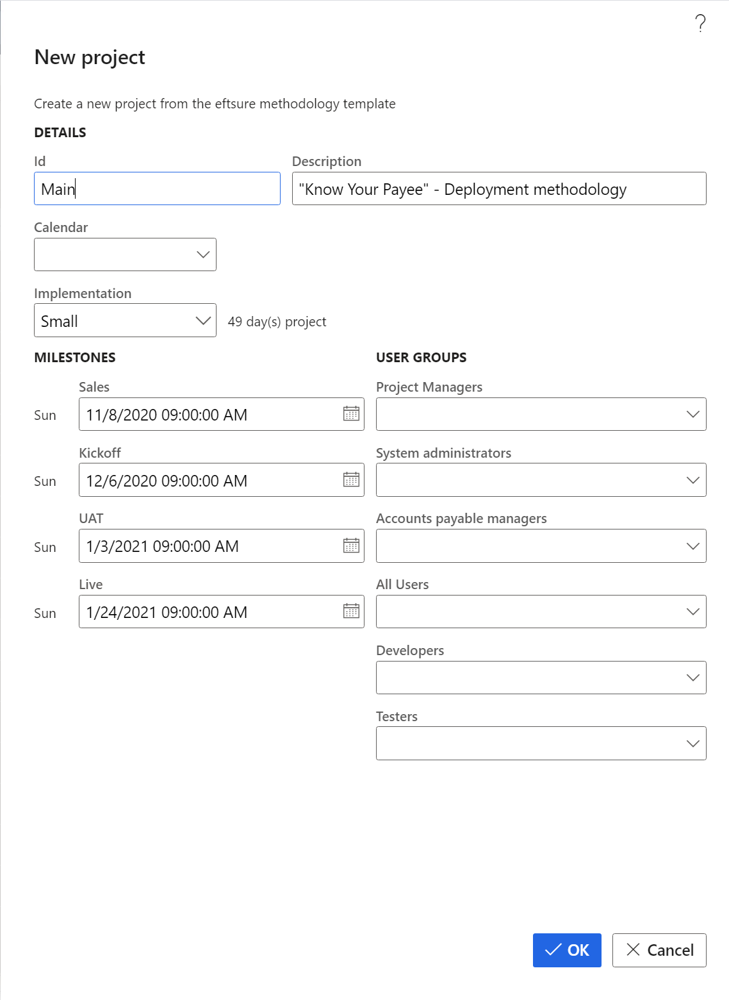 ?
New project
Create a new project from the eftsure methodology template
DETAILS
Id
Description
Main
"Know Your Payee" - Deployment methodology
Calendar
Implementation
Small
49 day(s) project
MILESTONES
USER GROUPS
Sales
Project Managers
Sun
11/8/2020 09:00:00 AM
Kickoff
System administrators
Sun
12/6/2020 09:00:00 AM
UAT
Accounts payable managers
Sun
1/3/2021 09:00:00 AM
Live
All Users
Sun
1/24/2021 09:00:00 AM
Developers
Testers
OK
Cancel